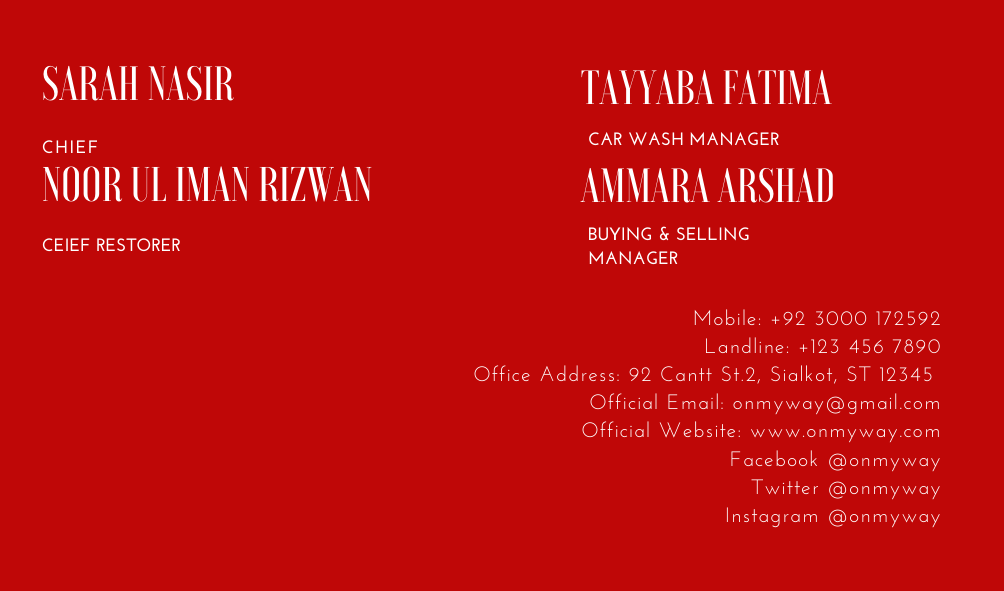 SARAH NASIR
CHIEF
NOOR UL IMAN RIZWAN
CEIEF RESTORER
TAYYABA FATIMA
CAR WASH MANAGER
AMMARA ARSHAD
BUYING & SELLING
MANAGER
Mobile: +92 3000 172592
Landline: +123 456 7890
Office Address: 92 Cantt St.2, Sialkot, ST 12345
Official Email: onmyway@gmail.com
Official Website: www.onmyway.com
Facebook @onmyway
Twitter @onmyway
Instagram @onmyway